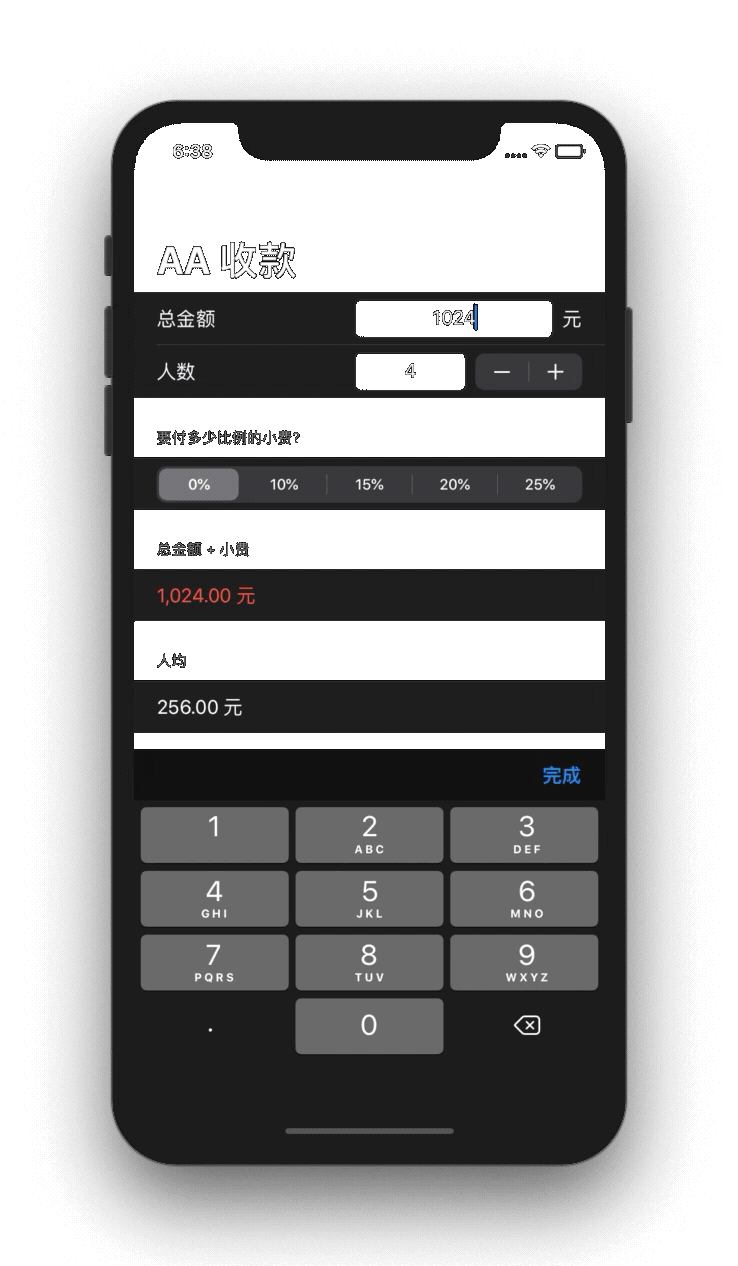 6:38
AA 收款
总金额 1024 元
人数 4 − +
要付多少比例的小费?
0% 10% 15% 20% 25%
总金额 + 小费
1,024.00 元
人均
256.00 元
完成
1 2 3
ABC DEF
4 5 6
GHI JKL MNO
7 8 9
PQRS TUV WXYZ
. 0